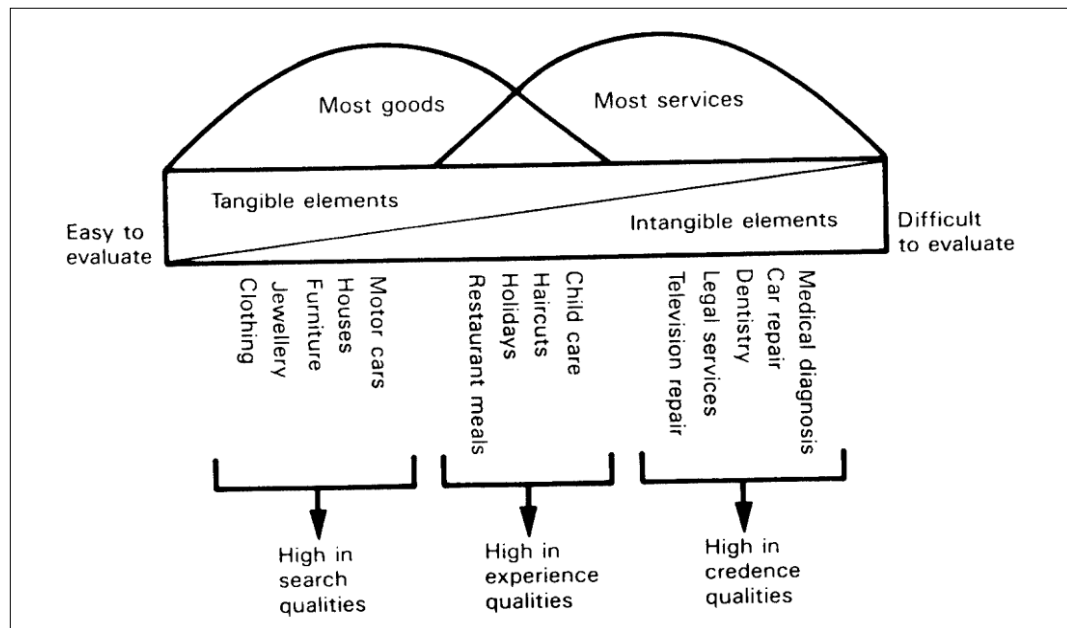 Most goods
Most services
Tangible elements
Intangible elements
Easy to
evaluate
Difficult
to evaluate
Clothing
Jewellery
Furniture
Houses
Motor cars
Restaurant meals
Holidays
Haircuts
Child care
Television repair
Legal services
Dentistry
Car repair
Medical diagnosis
High in
search
qualities
High in
experience
qualities
High in
credence
qualities